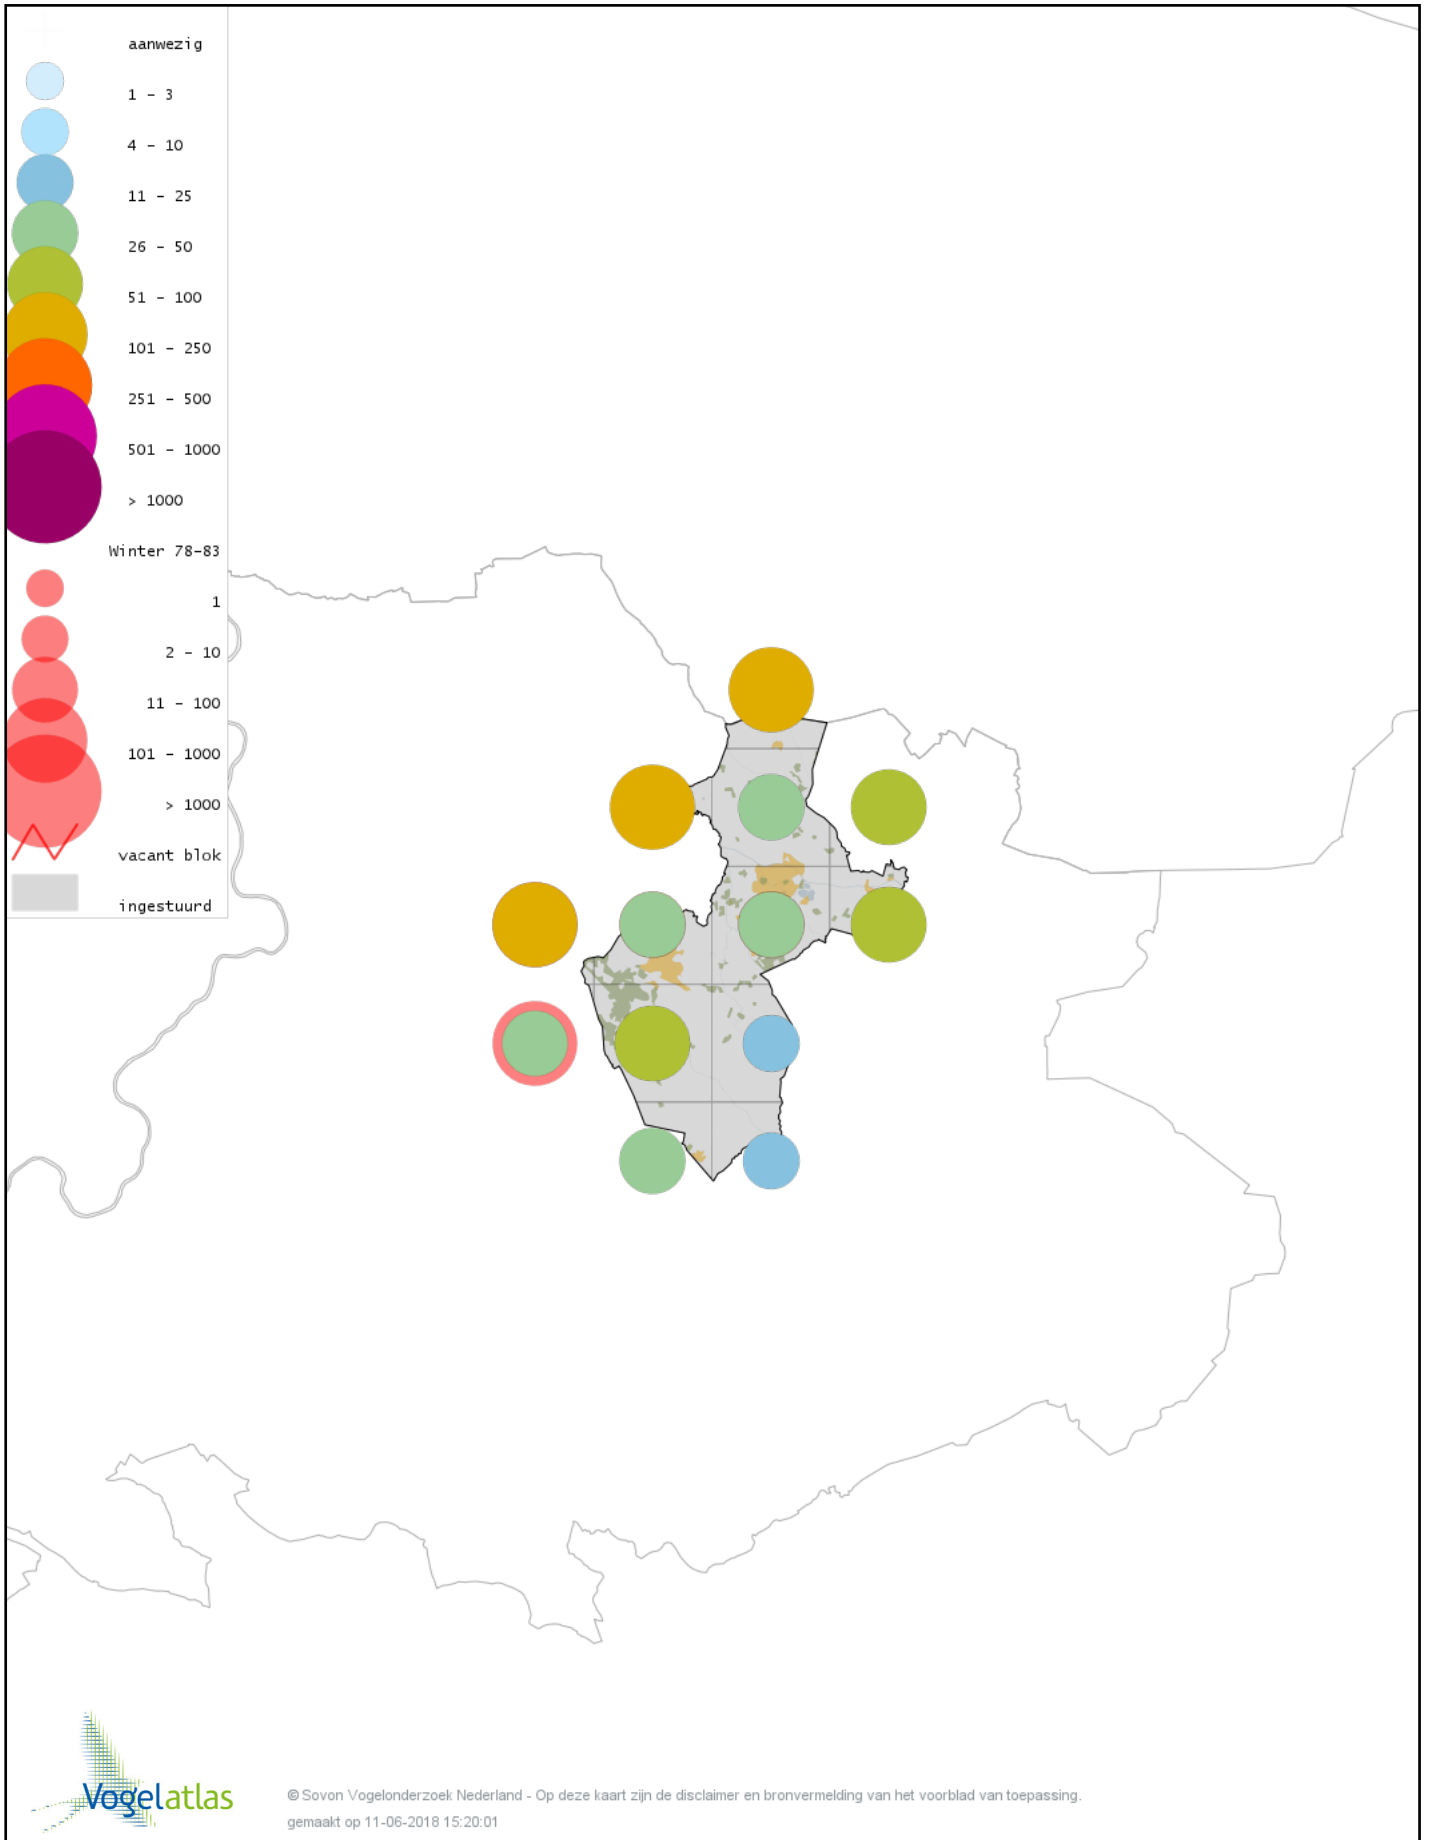 aanwezig
1 - 3
4 - 10
11 - 25
26 - 50
51 - 100
101 - 250
251 - 500
501 - 1000
> 1000
Winter 78-83
1
2 - 10
11 - 100
101 - 1000
> 1000
vacant blok
ingestuurd
Vogelatlas
© Sovon Vogelonderzoek Nederland - Op deze kaart zijn de disclaimer en bronvermelding van het voorblad van toepassing.
gemaakt op 11-06-2018 15:20:01